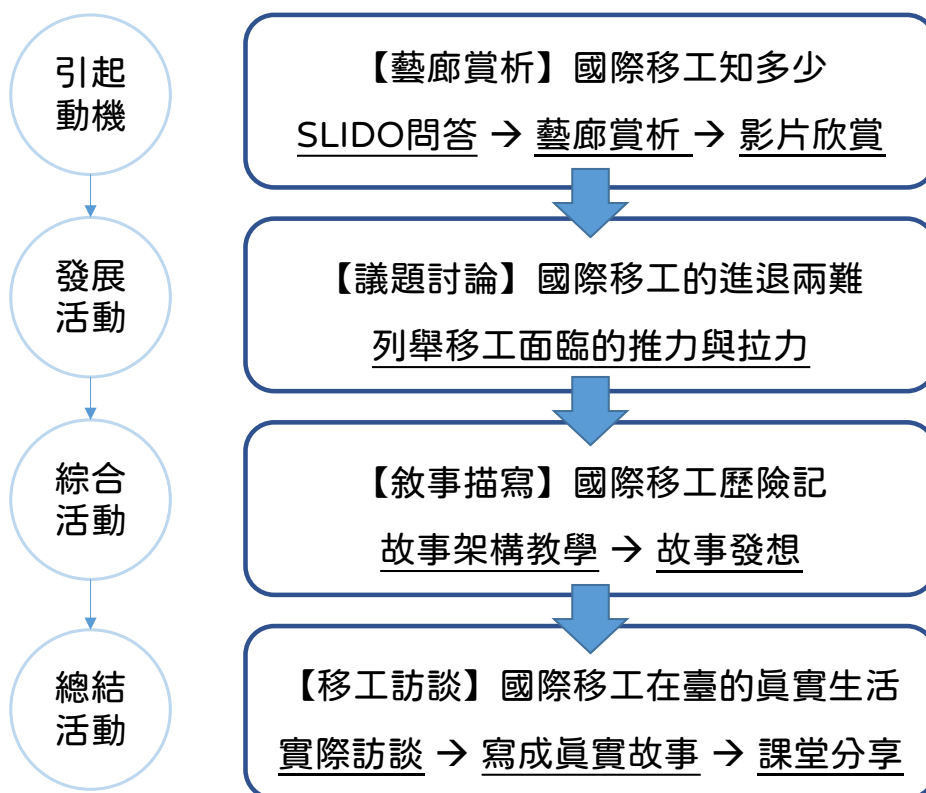 引起
動機
【藝廊賞析】國際移工知多少
SLIDO問答 → 藝廊賞析 → 影片欣賞
發展
活動
【議題討論】國際移工的進退兩難
列舉移工面臨的推力與拉力
綜合
活動
【敘事描寫】國際移工歷險記
故事架構教學 → 故事發想
總結
活動
【移工訪談】國際移工在臺的真實生活
實際訪談 → 寫成真實故事 → 課堂分享